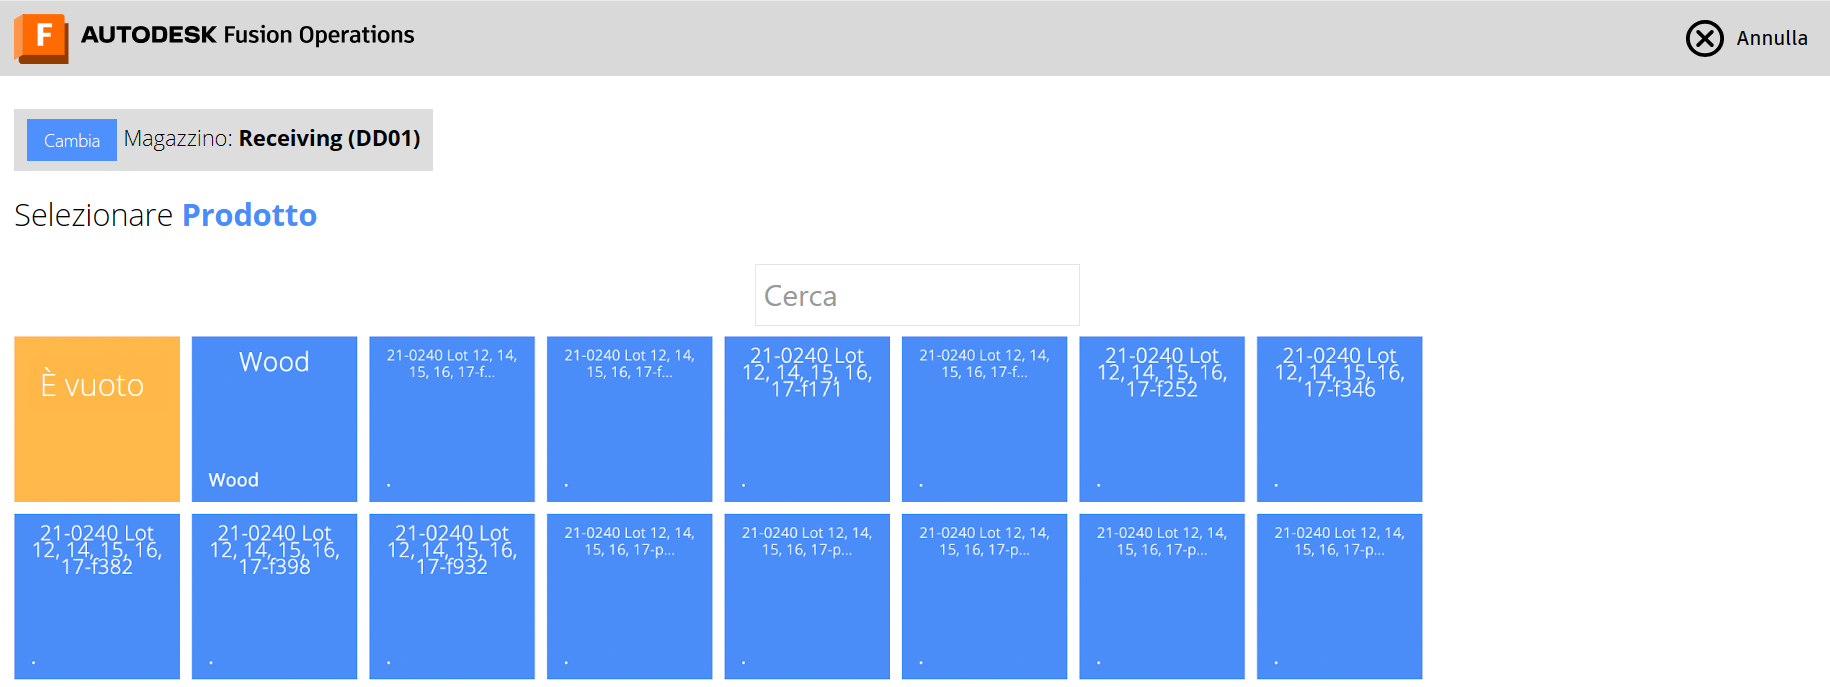 F AUTODESK Fusion Operations
Annulla
Cambia Magazzino: Receiving (DD01)
Selezionare Prodotto
Cerca
È vuoto
Wood
Wood
21-0240 Lot 12, 14,
15, 16, 17-f...
.
21-0240 Lot 12, 14,
15, 16, 17-f...
.
21-0240 Lot
12, 14, 15, 16,
17-f171
.
21-0240 Lot 12, 14,
15, 16, 17-f...
.
21-0240 Lot
12, 14, 15, 16,
17-f252
.
21-0240 Lot
12, 14, 15, 16,
17-f346
.
21-0240 Lot
12, 14, 15, 16,
17-f382
.
21-0240 Lot
12, 14, 15, 16,
17-f398
.
21-0240 Lot
12, 14, 15, 16,
17-f932
.
21-0240 Lot 12, 14,
15, 16, 17-p...
.
21-0240 Lot 12, 14,
15, 16, 17-p...
.
21-0240 Lot 12, 14,
15, 16, 17-p...
.
21-0240 Lot 12, 14,
15, 16, 17-p...
.
21-0240 Lot 12, 14,
15, 16, 17-p...
.